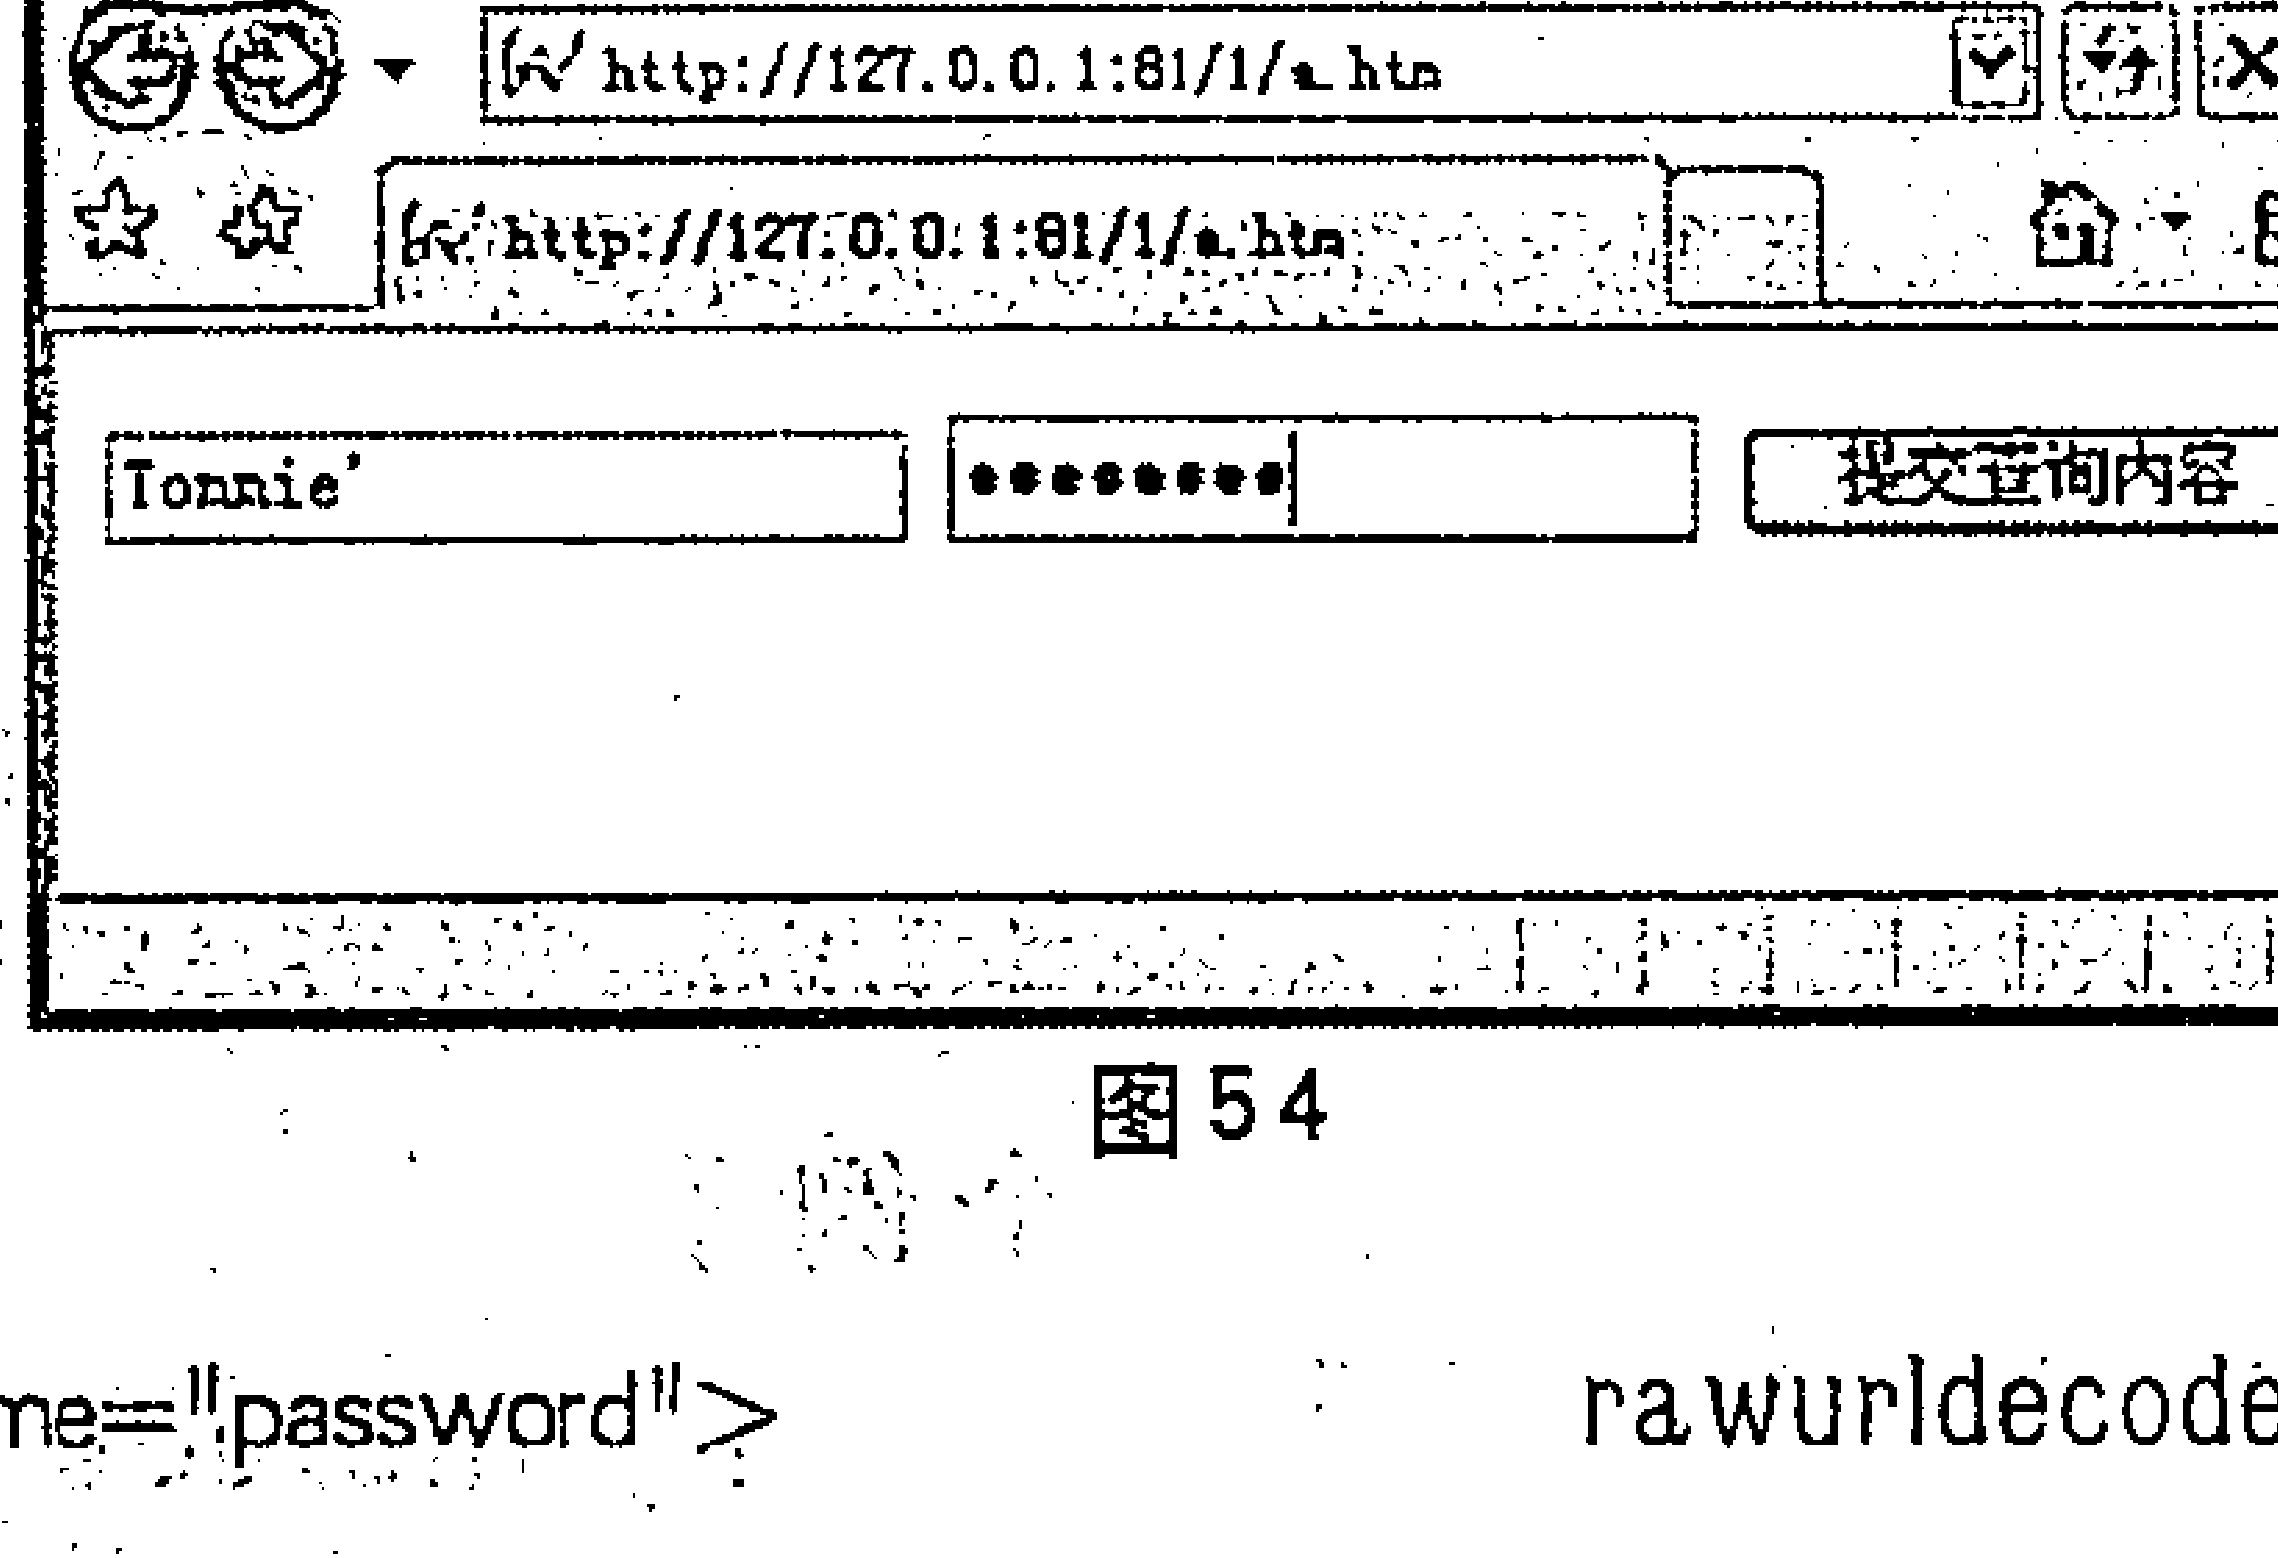 http://127.0.0.1:81/1/a.htm
http://127.0.0.1:81/1/a.htm
Tonnie' ●●●●●●●● 提交查询内容
图54
me="password"> rawurldecode